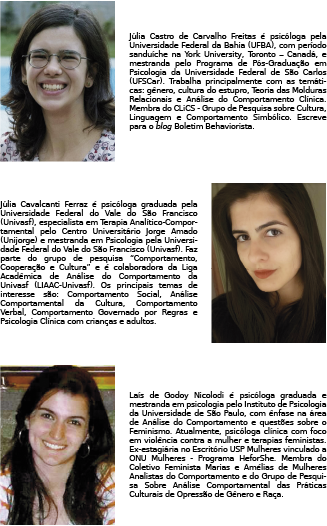 Júlia Castro de Carvalho Freitas é psicóloga pela
Universidade Federal da Bahia (UFBA), com período
sanduíche na York University, Toronto – Canadá, e
mestranda pelo Programa de Pós-Graduação em
Psicologia da Universidade Federal de São Carlos
(UFSCar). Trabalha principalmente com as temáti-
cas: gênero, cultura do estupro, Teoria das Molduras
Relacionais e Análise do Comportamento Clínica.
Membra do CLiCS - Grupo de Pesquisa sobre Cultura,
Linguagem e Comportamento Simbólico. Escreve
para o blog Boletim Behaviorista.
Júlia Cavalcanti Ferraz é psicóloga graduada pela
Universidade Federal do Vale do São Francisco
(Univasf), especialista em Terapia Analítico-Compor-
tamental pelo Centro Universitário Jorge Amado
(Unijorge) e mestranda em Psicologia pela Universi-
dade Federal do Vale do São Francisco (Univasf). Faz
parte do grupo de pesquisa “Comportamento,
Cooperação e Cultura” e é colaboradora da Liga
Acadêmica de Análise do Comportamento da
Univasf (LIAAC-Univasf). Os principais temas de
interesse são: Comportamento Social, Análise
Comportamental da Cultura, Comportamento
Verbal, Comportamento Governado por Regras e
Psicologia Clínica com crianças e adultos.
Laís de Godoy Nicolodi é psicóloga graduada e
mestranda em psicologia pelo Instituto de Psicologia
da Universidade de São Paulo, com ênfase na área
de Análise do Comportamento e questões sobre o
Feminismo. Atualmente, psicóloga clínica com foco
em violência contra a mulher e terapias feministas.
Ex-estagiária no Escritório USP Mulheres vinculado a
ONU Mulheres - Programa HeforShe. Membra do
Coletivo Feminista Marias e Amélias de Mulheres
Analistas do Comportamento e do Grupo de Pesqui-
sa Sobre Análise Comportamental das Práticas
Culturais de Opressão de Gênero e Raça.